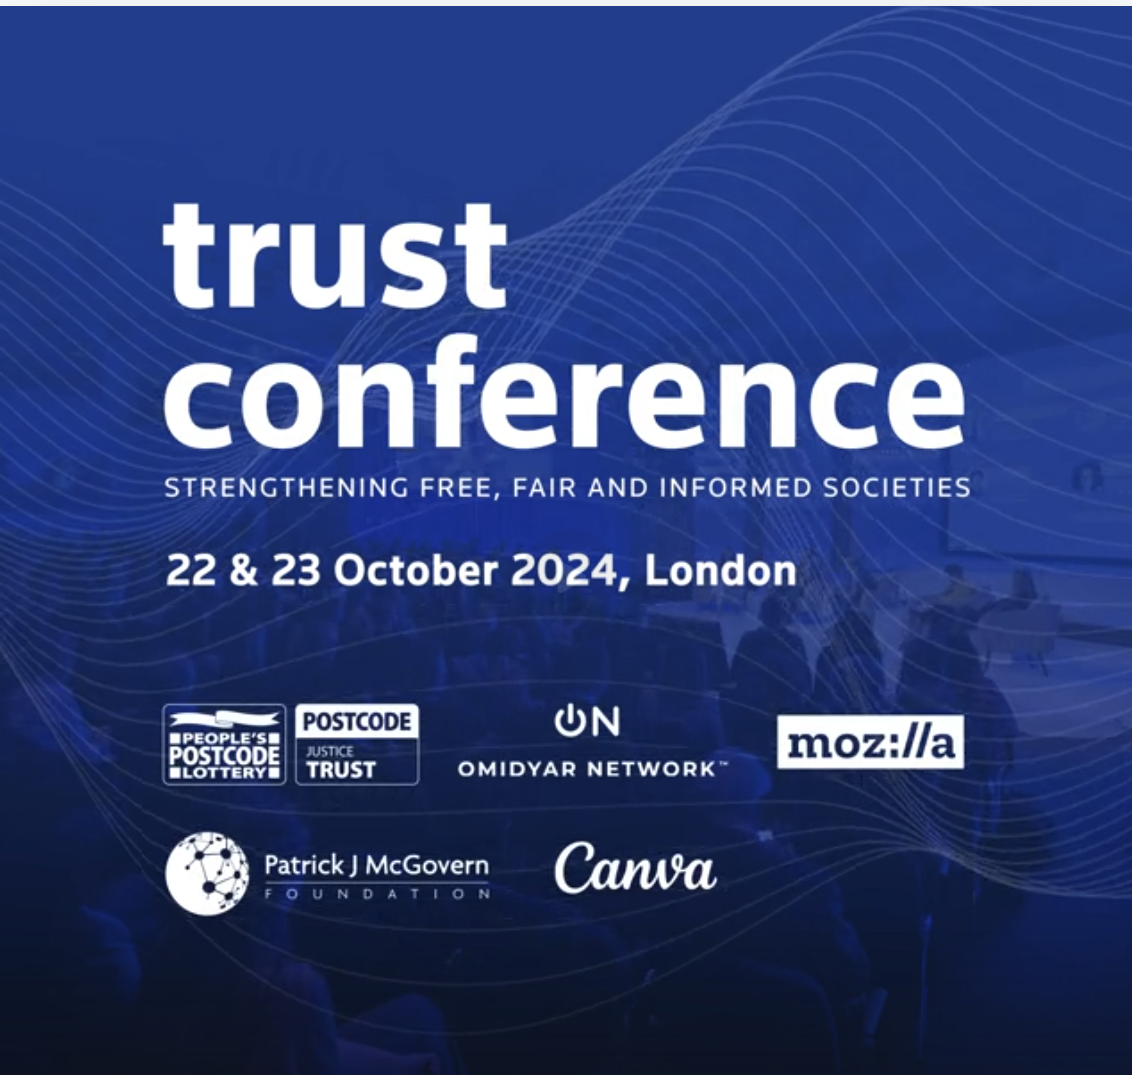 trust
conference
STRENGTHENING FREE, FAIR AND INFORMED SOCIETIES
22 & 23 October 2024, London
PEOPLE'S
POSTCODE
LOTTERY
POSTCODE
JUSTICE
TRUST
ON
OMIDYAR NETWORK™
moz://a
Patrick J McGovern
FOUNDATION
Canva